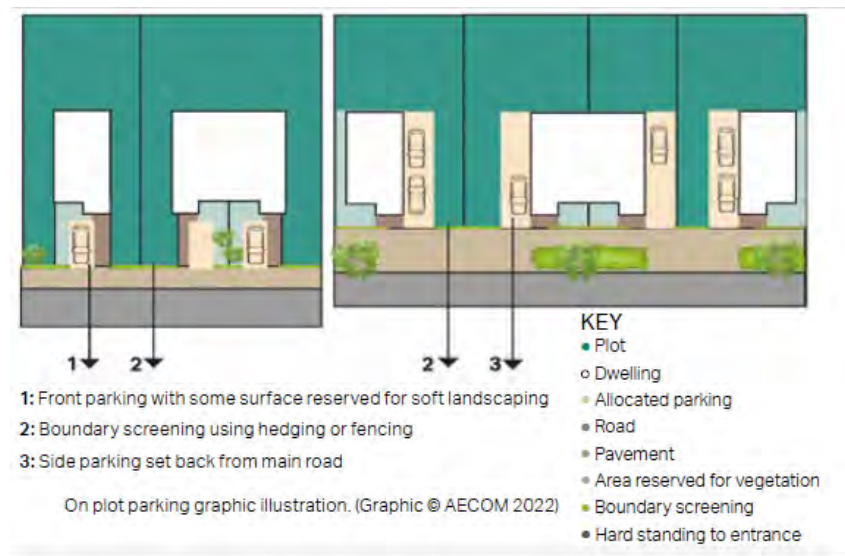 1 2 2 3
1: Front parking with some surface reserved for soft landscaping
2: Boundary screening using hedging or fencing
3: Side parking set back from main road
On plot parking graphic illustration. (Graphic © AECOM 2022)
KEY
Plot
Dwelling
Allocated parking
Road
Pavement
Area reserved for vegetation
Boundary screening
Hard standing to entrance